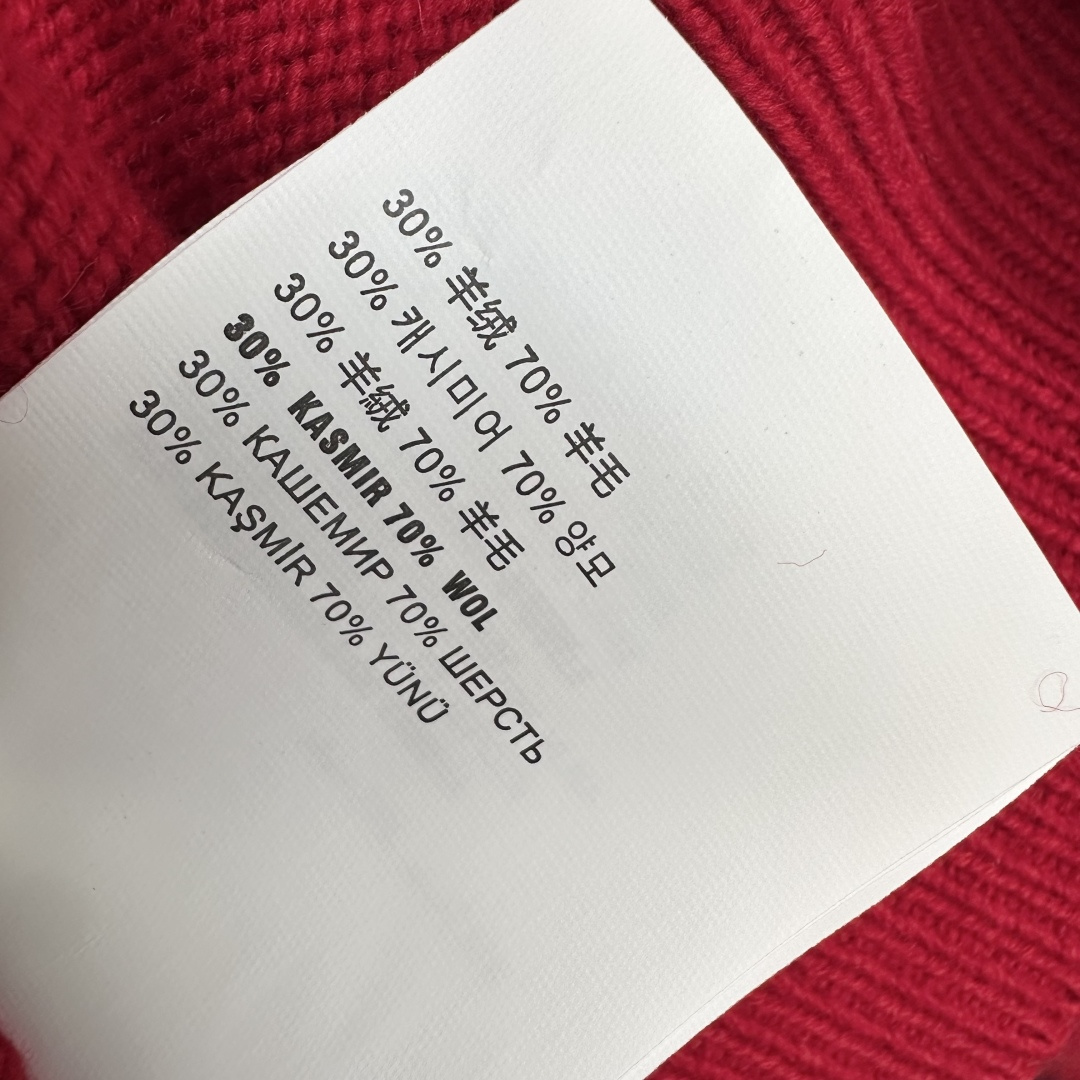 30% 羊绒 70% 羊毛
30% 캐시미어 70% 양모
30% 羊絨 70% 羊毛
30% KASMIR 70% WOL
30% КАШЕМИР 70% ШЕРСТЬ
30% KAŞMİR 70% YÜNÜ